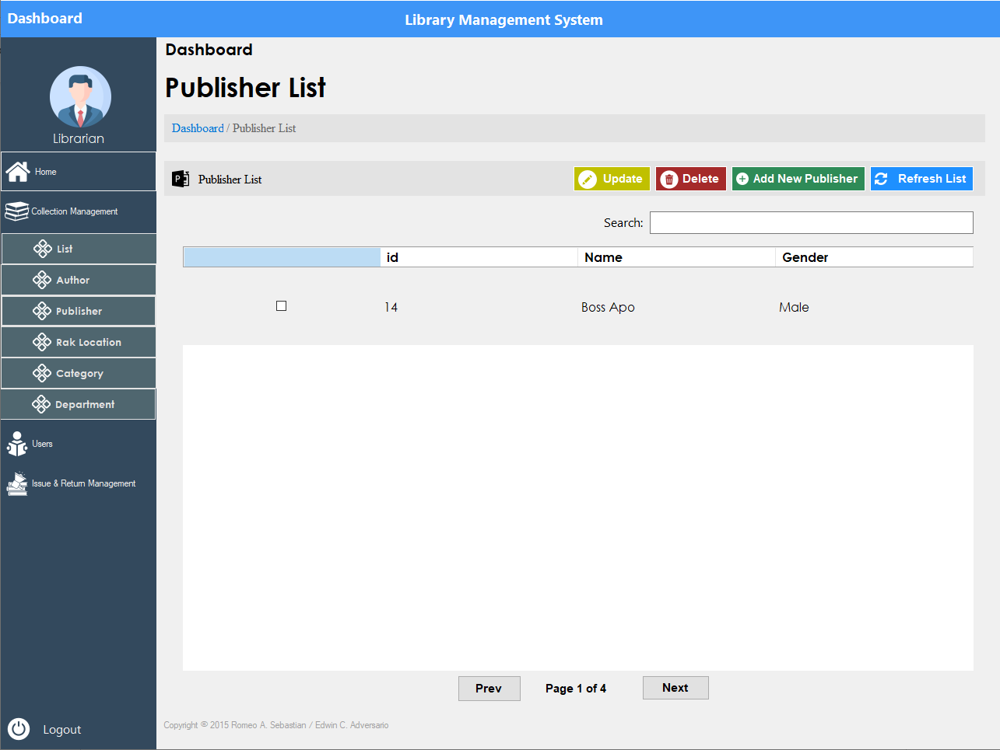 Dashboard
Library Management System
Librarian
Home
Collection Management
List
Author
Publisher
Rak Location
Category
Department
Users
Issue & Return Management
Logout
Dashboard
Publisher List
Dashboard / Publisher List
Publisher List
Update
Delete
Add New Publisher
Refresh List
Search:
id Name Gender
14 Boss Apo Male
Prev Page 1 of 4 Next
Copyright © 2015 Romeo A. Sebastian / Edwin C. Adversario